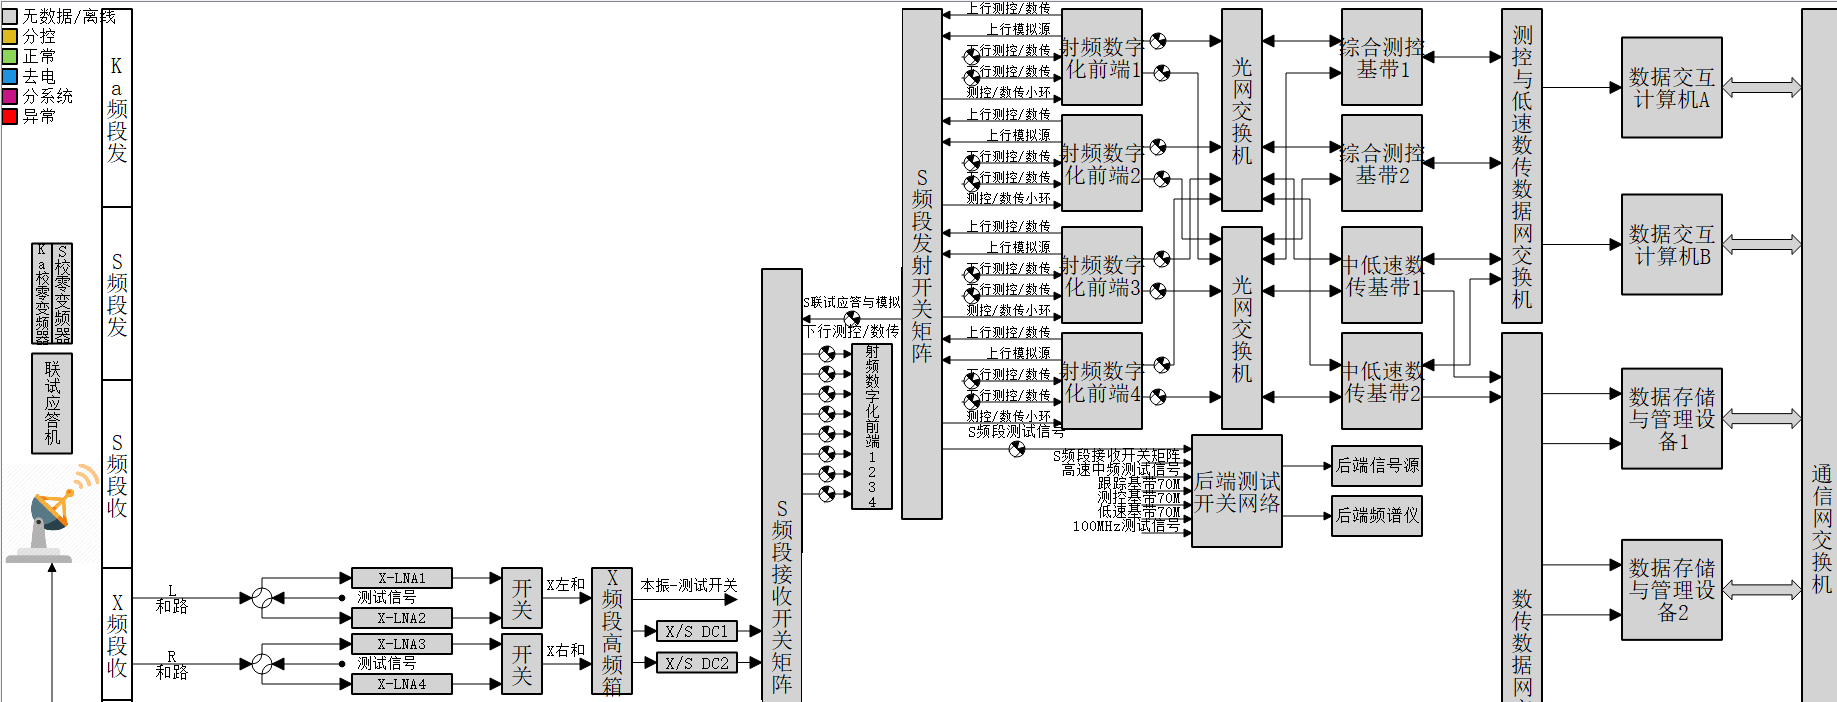 无数据/离线
分控
正常
去电
分系统
异常
Ka频段发
S频段发
S频段收
X频段收
Ka校零变频器
S校零变频器
联试应答机
L
和路
R
和路
X-LNA1
测试信号
X-LNA2
X-LNA3
测试信号
X-LNA4
开关
开关
X左和
X右和
X频段高频箱
本振-测试开关
X/S DC1
X/S DC2
S频段接收开关矩阵
S联试应答与模拟
下行测控/数传
射频数字化前端1234
S频段发射开关矩阵
上行测控/数传
上行模拟源
下行测控/数传
下行测控/数传
测控/数传小环
上行测控/数传
上行模拟源
下行测控/数传
下行测控/数传
测控/数传小环
上行测控/数传
上行模拟源
下行测控/数传
下行测控/数传
测控/数传小环
上行测控/数传
上行模拟源
下行测控/数传
下行测控/数传
测控/数传小环
S频段测试信号
射频数字
化前端1
射频数字
化前端2
射频数字
化前端3
射频数字
化前端4
光网交换机
光网交换机
综合测控
基带1
综合测控
基带2
中低速数
传基带1
中低速数
传基带2
S频段接收开关矩阵
高速中频测试信号
跟踪基带70M
测控基带70M
低速基带70M
100MHz测试信号
后端测试
开关网络
后端信号源
后端频谱仪
测控与低速数传数据网交换机
数传数据网
数据交互
计算机A
数据交互
计算机B
数据存储
与管理设
备1
数据存储
与管理设
备2
通信网交换机